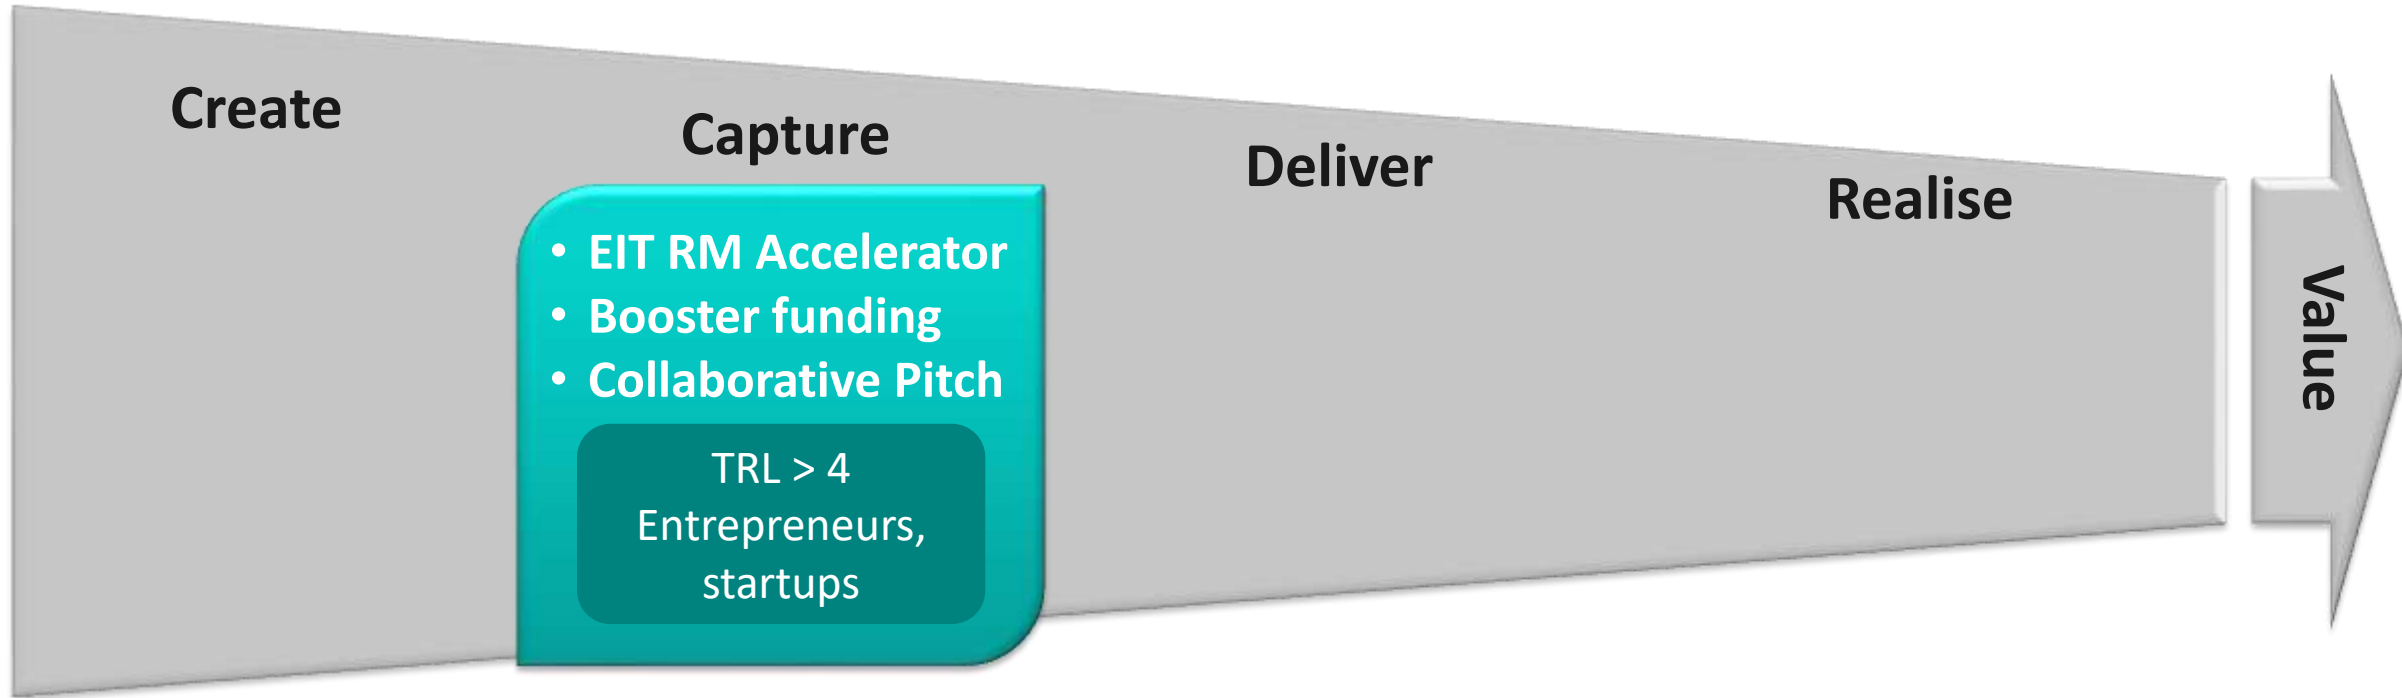 Create
Capture
Deliver
Realise
• EIT RM Accelerator
• Booster funding
• Collaborative Pitch
TRL > 4
Entrepreneurs,
startups
Value